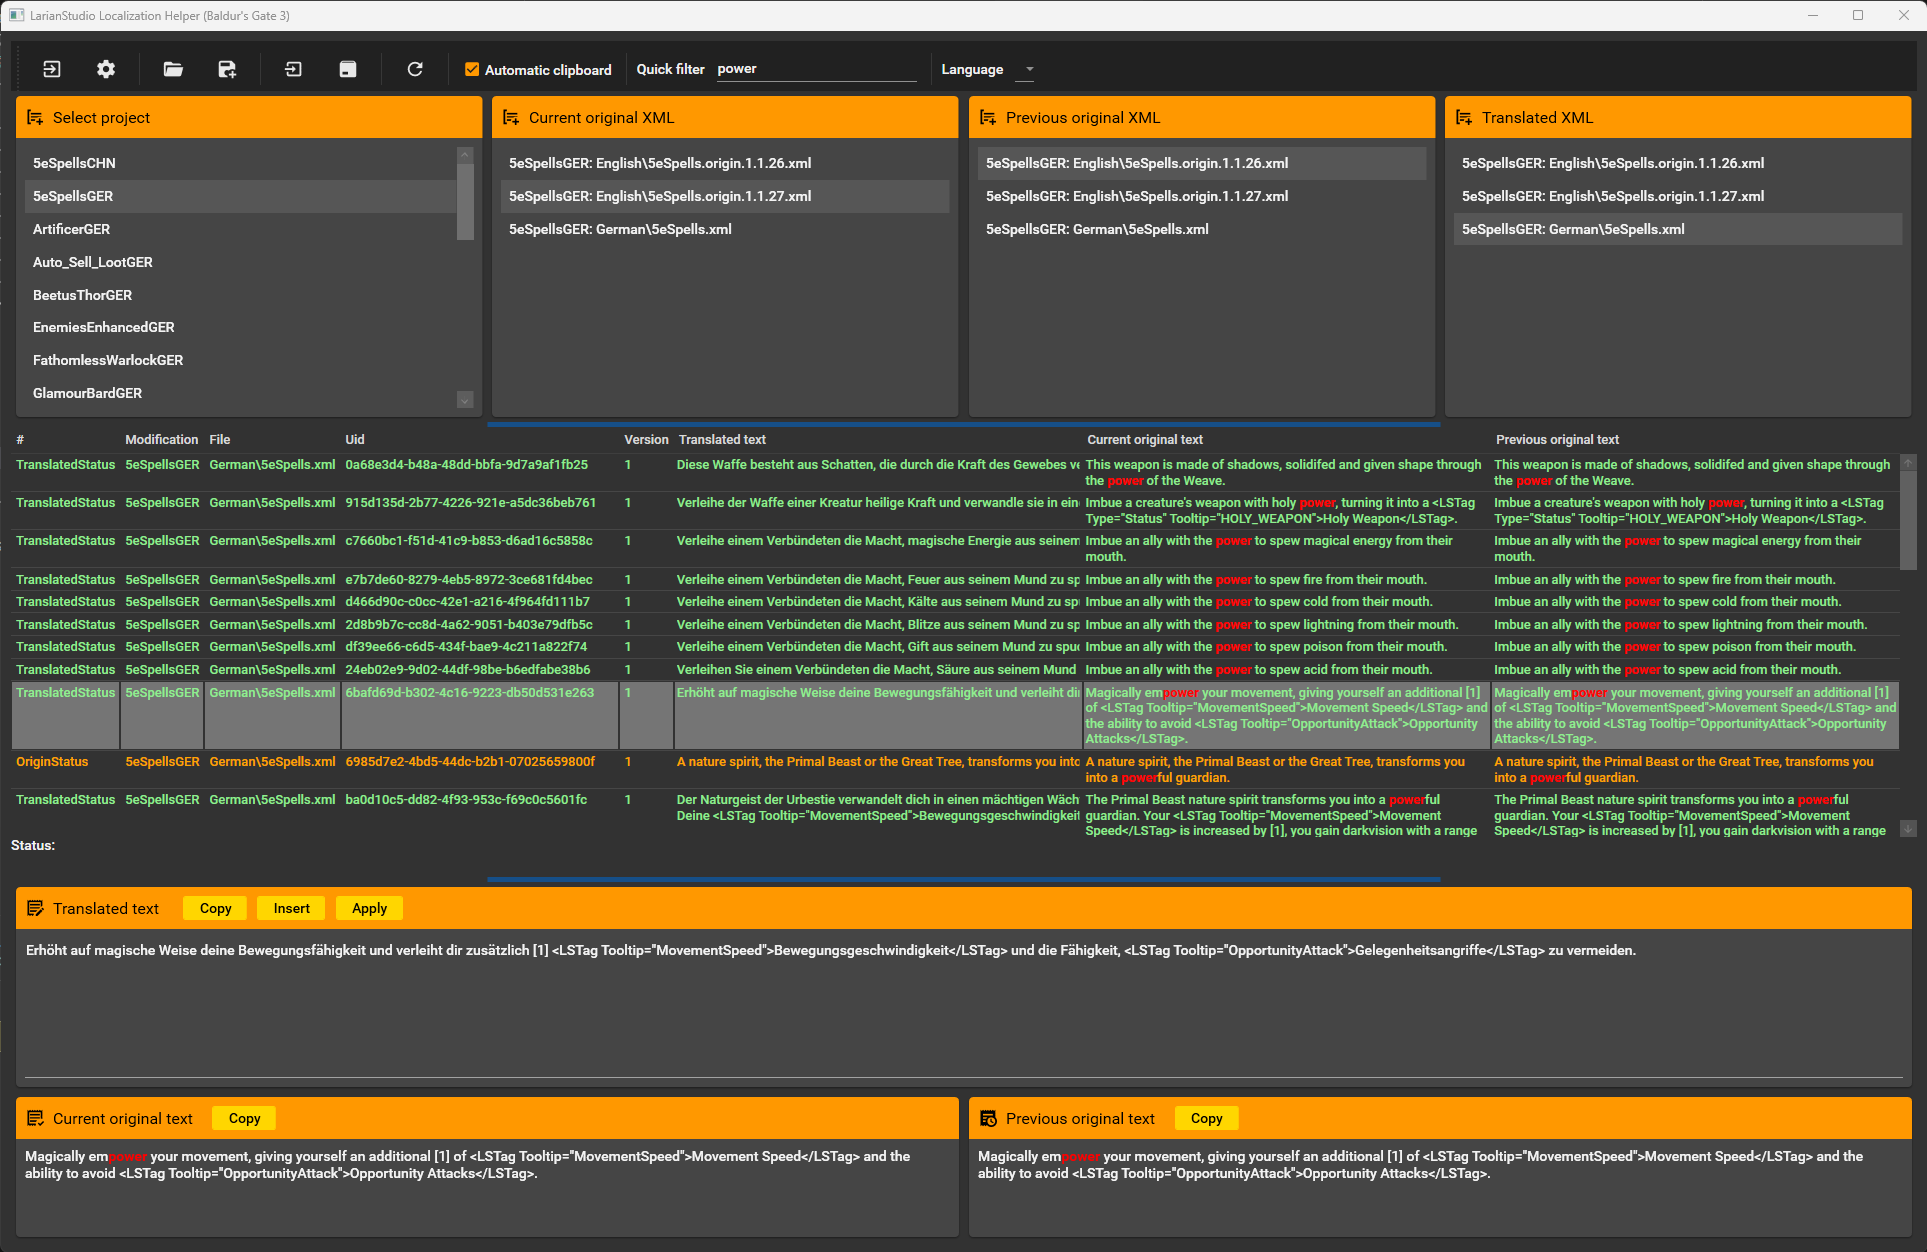 LarianStudio Localization Helper (Baldur's Gate 3)
Automatic clipboard
Quick filter
power
Language
Select project
5eSpellsCHN
5eSpellsGER
ArtificerGER
Auto_Sell_LootGER
BeetusThorGER
EnemiesEnhancedGER
FathomlessWarlockGER
GlamourBardGER
Current original XML
5eSpellsGER: English\5eSpells.origin.1.1.26.xml
5eSpellsGER: English\5eSpells.origin.1.1.27.xml
5eSpellsGER: German\5eSpells.xml
Previous original XML
5eSpellsGER: English\5eSpells.origin.1.1.26.xml
5eSpellsGER: English\5eSpells.origin.1.1.27.xml
5eSpellsGER: German\5eSpells.xml
Translated XML
5eSpellsGER: English\5eSpells.origin.1.1.26.xml
5eSpellsGER: English\5eSpells.origin.1.1.27.xml
5eSpellsGER: German\5eSpells.xml
# Modification File Uid Version Translated text Current original text Previous original text
TranslatedStatus 5eSpellsGER German\5eSpells.xml 0a68e3d4-b48a-48dd-bbfa-9d7a9af1fb25 1 Diese Waffe besteht aus Schatten, die durch die Kraft des Gewebes ve
This weapon is made of shadows, solidifed and given shape through
the power of the Weave.
This weapon is made of shadows, solidifed and given shape through
the power of the Weave.
TranslatedStatus 5eSpellsGER German\5eSpells.xml 915d135d-2b77-4226-921e-a5dc36beb761 1 Verleihe der Waffe einer Kreatur heilige Kraft und verwandle sie in ein
Imbue a creature's weapon with holy power, turning it into a <LSTag
Type="Status" Tooltip="HOLY_WEAPON">Holy Weapon</LSTag>.
Imbue a creature's weapon with holy power, turning it into a <LSTag
Type="Status" Tooltip="HOLY_WEAPON">Holy Weapon</LSTag>.
TranslatedStatus 5eSpellsGER German\5eSpells.xml c7660bc1-f51d-41c9-b853-d6ad16c5858c 1 Verleihe einem Verbündeten die Macht, magische Energie aus seinem
Imbue an ally with the power to spew magical energy from their
mouth.
Imbue an ally with the power to spew magical energy from their
mouth.
TranslatedStatus 5eSpellsGER German\5eSpells.xml e7b7de60-8279-4eb5-8972-3ce681fd4bec 1 Verleihe einem Verbündeten die Macht, Feuer aus seinem Mund zu sp Imbue an ally with the power to spew fire from their mouth. Imbue an ally with the power to spew fire from their mouth.
TranslatedStatus 5eSpellsGER German\5eSpells.xml d466d90c-c0cc-42e1-a216-4f964fd111b7 1 Verleihe einem Verbündeten die Macht, Kälte aus seinem Mund zu spu Imbue an ally with the power to spew cold from their mouth. Imbue an ally with the power to spew cold from their mouth.
TranslatedStatus 5eSpellsGER German\5eSpells.xml 2d8b9b7c-cc8d-4a62-9051-b403e79dfb5c 1 Verleihe einem Verbündeten die Macht, Blitze aus seinem Mund zu sp Imbue an ally with the power to spew lightning from their mouth. Imbue an ally with the power to spew lightning from their mouth.
TranslatedStatus 5eSpellsGER German\5eSpells.xml df39ee66-c6d5-434f-bae9-4c211a822f74 1 Verleihe einem Verbündeten die Macht, Gift aus seinem Mund zu spuc Imbue an ally with the power to spew poison from their mouth. Imbue an ally with the power to spew poison from their mouth.
TranslatedStatus 5eSpellsGER German\5eSpells.xml 24eb02e9-9d02-44df-98be-b6edfabe38b6 1 Verleihen Sie einem Verbündeten die Macht, Säure aus seinem Mund Imbue an ally with the power to spew acid from their mouth. Imbue an ally with the power to spew acid from their mouth.
TranslatedStatus 5eSpellsGER German\5eSpells.xml 6bafd69d-b302-4c16-9223-db50d531e263 1 Erhöht auf magische Weise deine Bewegungsfähigkeit und verleiht dir
Magically empower your movement, giving yourself an additional [1]
of <LSTag Tooltip="MovementSpeed">Movement Speed</LSTag> and
the ability to avoid <LSTag Tooltip="OpportunityAttack">Opportunity
Attacks</LSTag>.
Magically empower your movement, giving yourself an additional [1]
of <LSTag Tooltip="MovementSpeed">Movement Speed</LSTag> and
the ability to avoid <LSTag Tooltip="OpportunityAttack">Opportunity
Attacks</LSTag>.
OriginStatus 5eSpellsGER German\5eSpells.xml 6985d7e2-4bd5-44dc-b2b1-07025659800f 1 A nature spirit, the Primal Beast or the Great Tree, transforms you into
A nature spirit, the Primal Beast or the Great Tree, transforms you
into a powerful guardian.
A nature spirit, the Primal Beast or the Great Tree, transforms you
into a powerful guardian.
TranslatedStatus 5eSpellsGER German\5eSpells.xml ba0d10c5-dd82-4f93-953c-f69c0c5601fc 1 Der Naturgeist der Urbestie verwandelt dich in einen mächtigen Wäch
Deine <LSTag Tooltip="MovementSpeed">Bewegungsgeschwindigkeit
The Primal Beast nature spirit transforms you into a powerful
guardian. Your <LSTag Tooltip="MovementSpeed">Movement
Speed</LSTag> is increased by [1], you gain darkvision with a range
The Primal Beast nature spirit transforms you into a powerful
guardian. Your <LSTag Tooltip="MovementSpeed">Movement
Speed</LSTag> is increased by [1], you gain darkvision with a range
Status:
Translated text
Copy
Insert
Apply
Erhöht auf magische Weise deine Bewegungsfähigkeit und verleiht dir zusätzlich [1] <LSTag Tooltip="MovementSpeed">Bewegungsgeschwindigkeit</LSTag> und die Fähigkeit, <LSTag Tooltip="OpportunityAttack">Gelegenheitsangriffe</LSTag> zu vermeiden.
Current original text
Copy
Magically empower your movement, giving yourself an additional [1] of <LSTag Tooltip="MovementSpeed">Movement Speed</LSTag> and the
ability to avoid <LSTag Tooltip="OpportunityAttack">Opportunity Attacks</LSTag>.
Previous original text
Copy
Magically empower your movement, giving yourself an additional [1] of <LSTag Tooltip="MovementSpeed">Movement Speed</LSTag> and the
ability to avoid <LSTag Tooltip="OpportunityAttack">Opportunity Attacks</LSTag>.